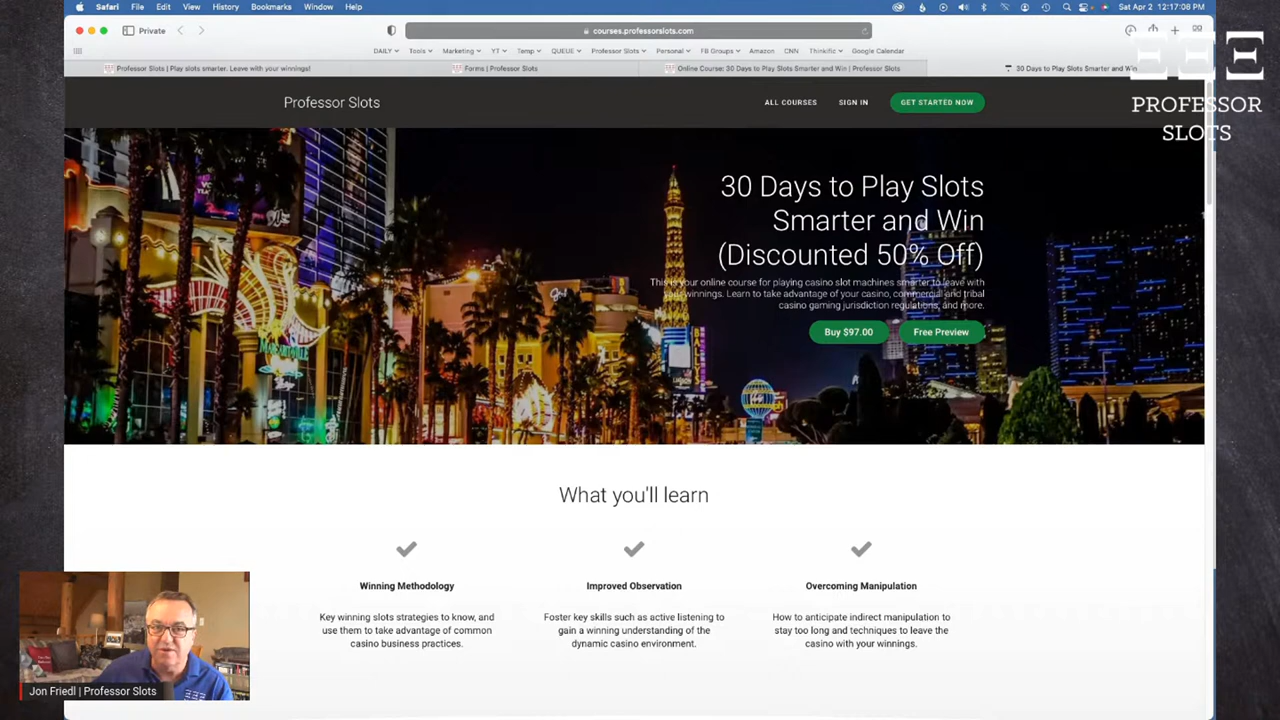 Safari File Edit View History Bookmarks Window Help Sat Apr 2 12:17:08 PM
Private courses.professorslots.com
DAILY Tools Marketing YT Temp QUEUE Professor Slots Personal FB Groups Amazon CNN Thinkific Google Calendar
Professor Slots | Play slots smarter. Leave with your winnings! Forms | Professor Slots Online Course: 30 Days to Play Slots Smarter and Win | Professor Slots 30 Days to Play Slots Smarter and Win
PROFESSOR
SLOTS
Professor Slots ALL COURSES SIGN IN GET STARTED NOW
30 Days to Play Slots
Smarter and Win
(Discounted 50% Off)
This is your online course for playing casino slot machines smarter to leave with
your winnings. Learn to take advantage of your casino, commercial and tribal
casino gaming jurisdiction regulations, and more.
Buy $97.00 Free Preview
What you'll learn
Winning Methodology
Key winning slots strategies to know, and
use them to take advantage of common
casino business practices.
Improved Observation
Foster key skills such as active listening to
gain a winning understanding of the
dynamic casino environment.
Overcoming Manipulation
How to anticipate indirect manipulation to
stay too long and techniques to leave the
casino with your winnings.
Jon Friedl | Professor Slots